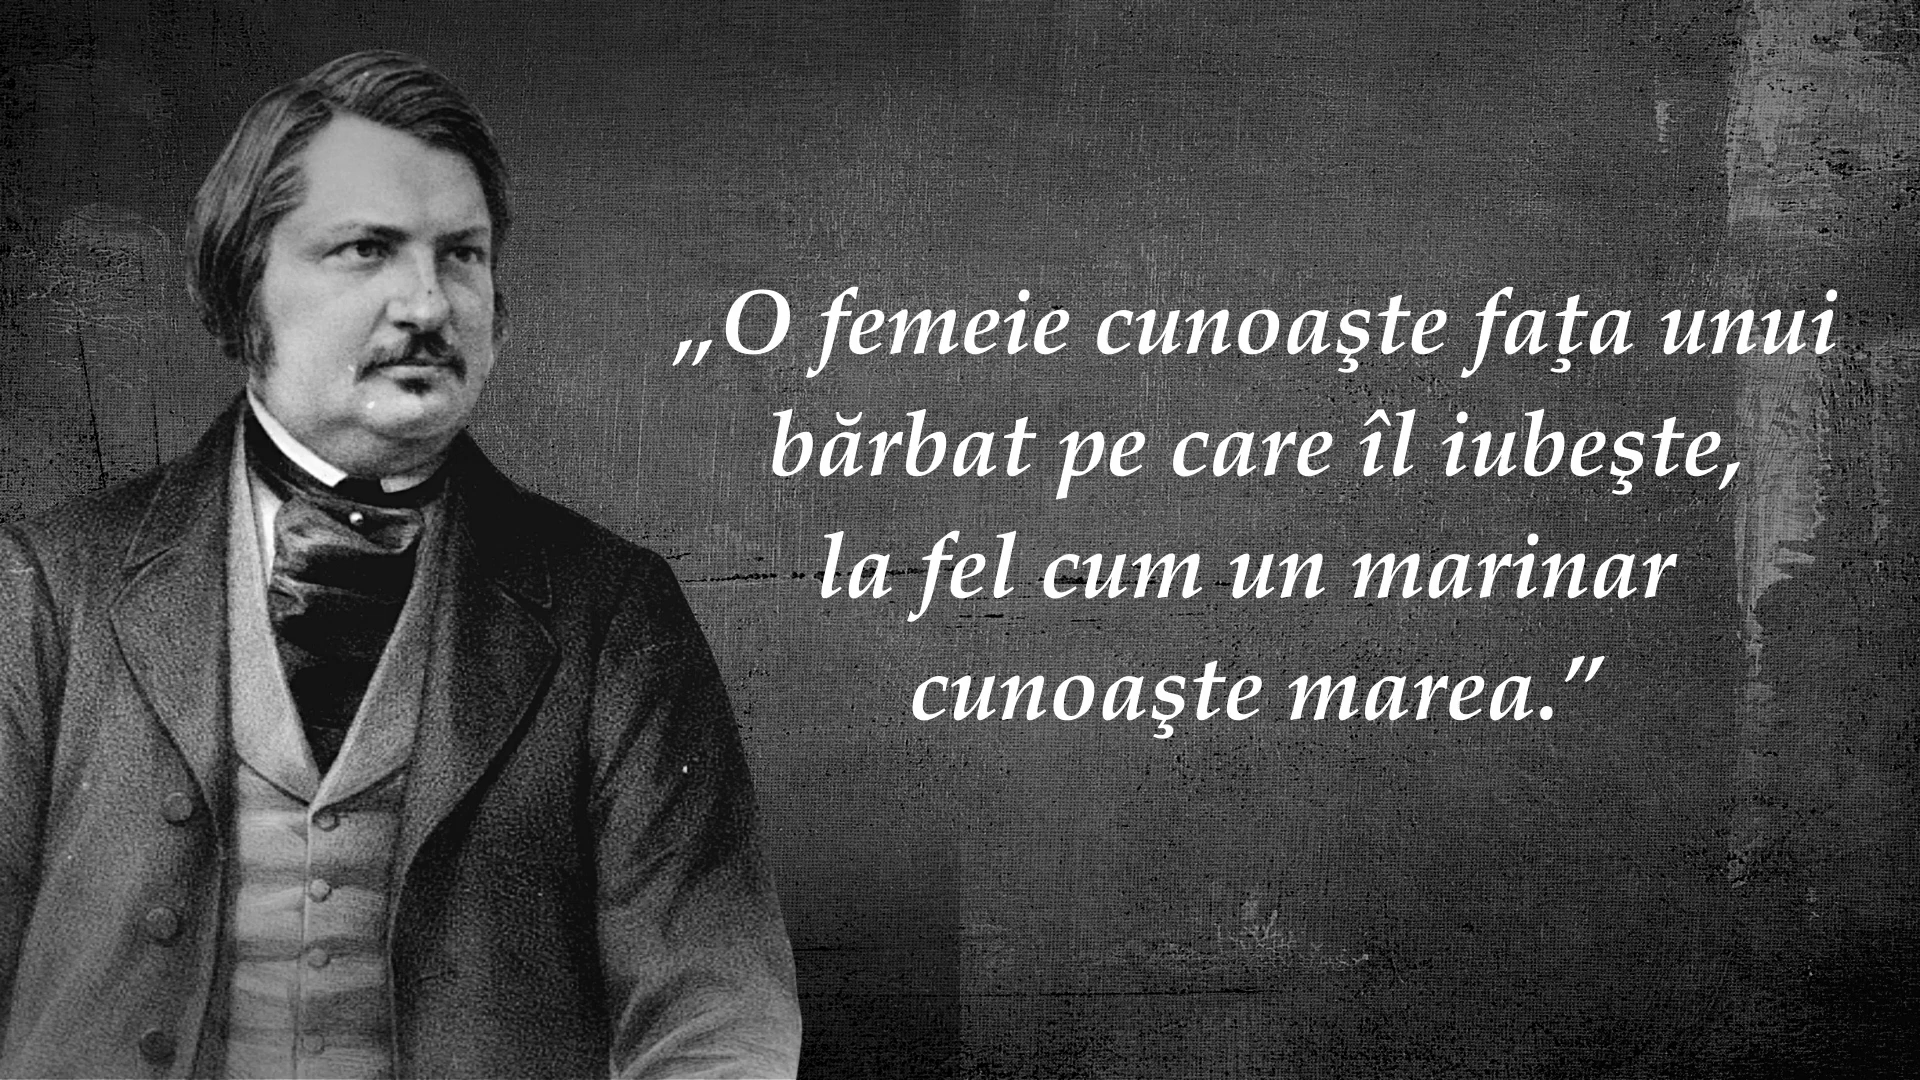 „O femeie cunoaşte faţa unui
bărbat pe care îl iubeşte,
la fel cum un marinar
cunoaşte marea.”